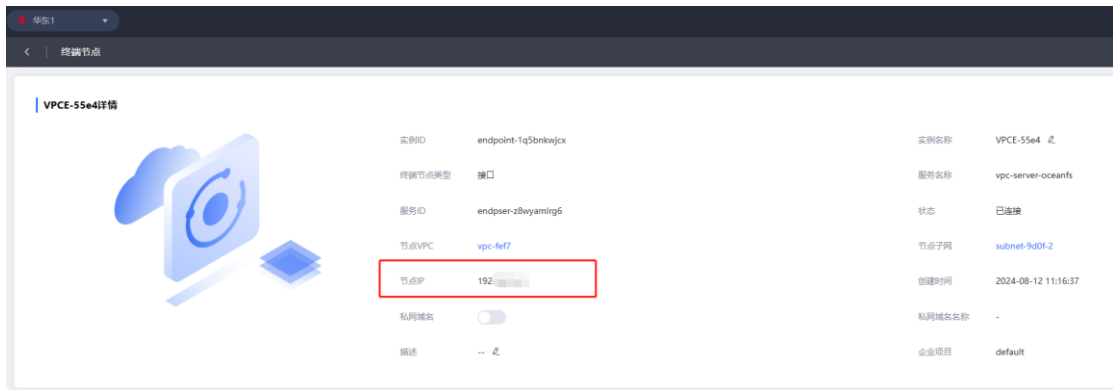 华东1
终端节点
VPCE-55e4详情
实例ID endpoint-1q5bnkwjcx 实例名称 VPCE-55e4
终端节点类型 接口 服务名称 vpc-server-oceanfs
服务ID endpser-z8wyamlrg6 状态 已连接
节点VPC vpc-fef7 节点子网 subnet-9d0f-2
节点IP 192 创建时间 2024-08-12 11:16:37
私网域名 私网域名名称 -
描述 -- 企业项目 default